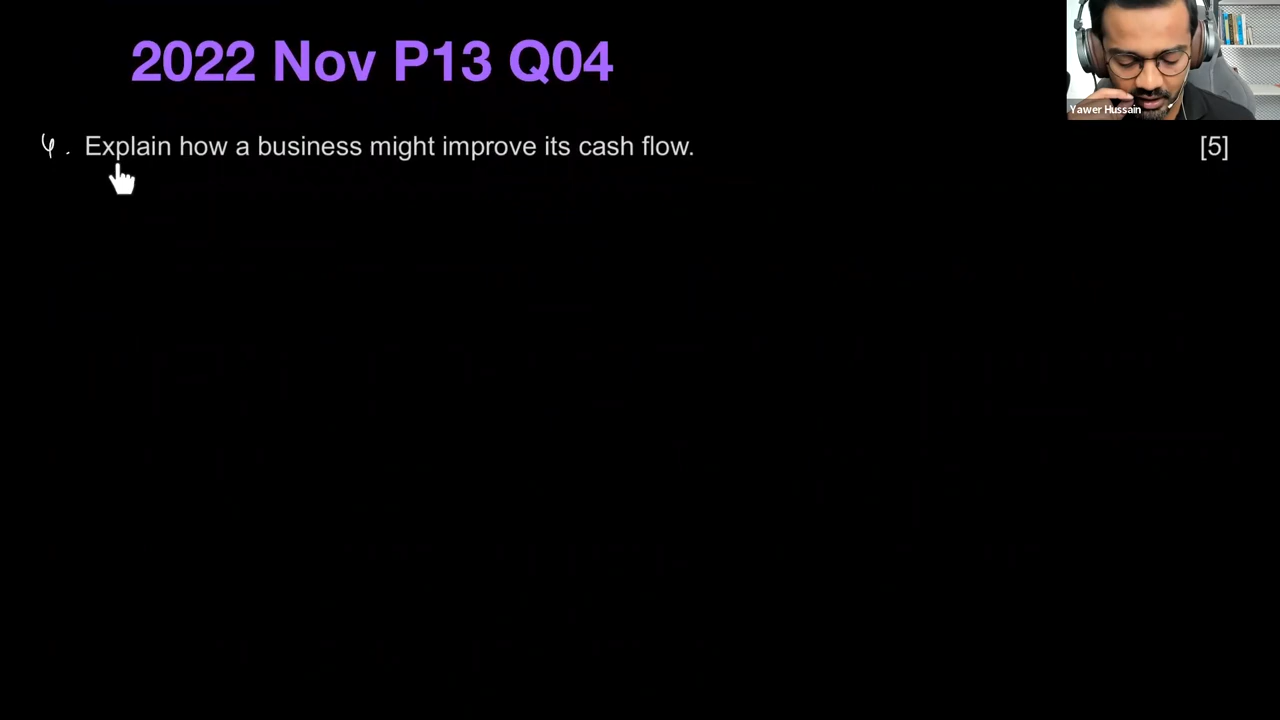 2022 Nov P13 Q04
Yawer Hussain
4. Explain how a business might improve its cash flow. [5]